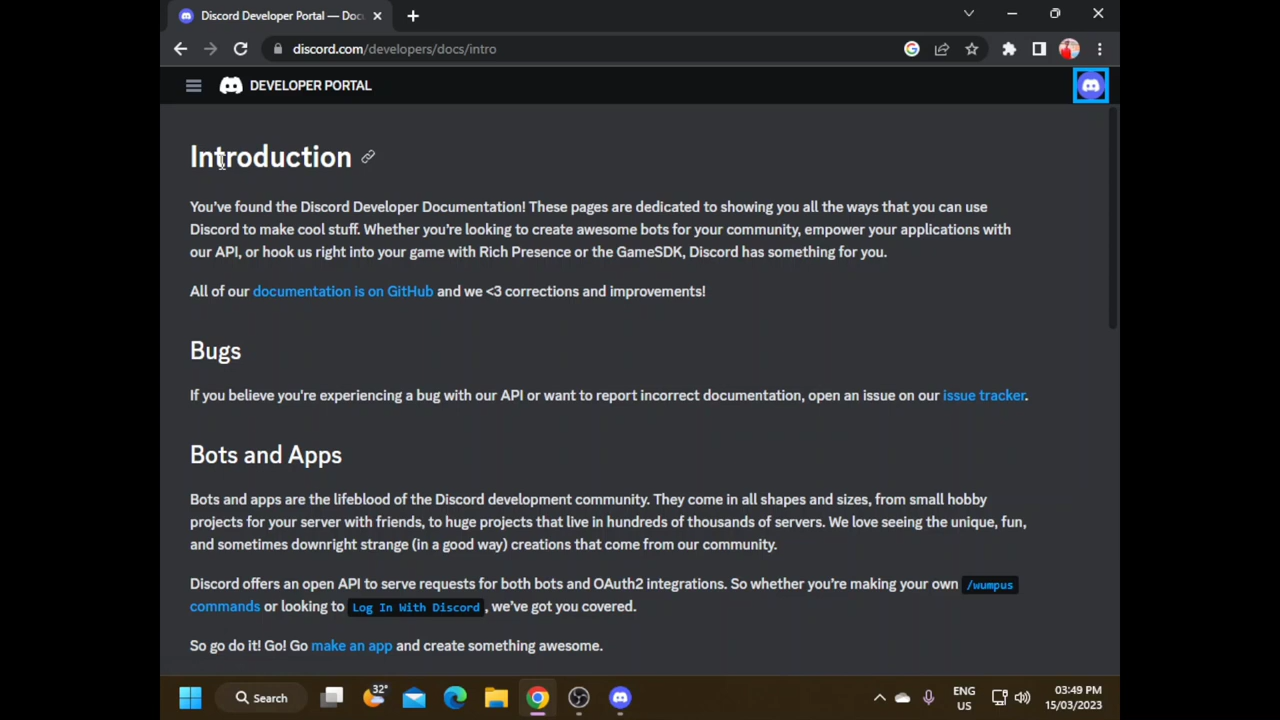 Discord Developer Portal — Doc
discord.com/developers/docs/intro
DEVELOPER PORTAL
Introduction
You've found the Discord Developer Documentation! These pages are dedicated to showing you all the ways that you can use
Discord to make cool stuff. Whether you're looking to create awesome bots for your community, empower your applications with
our API, or hook us right into your game with Rich Presence or the GameSDK, Discord has something for you.
All of our documentation is on GitHub and we <3 corrections and improvements!
Bugs
If you believe you're experiencing a bug with our API or want to report incorrect documentation, open an issue on our issue tracker.
Bots and Apps
Bots and apps are the lifeblood of the Discord development community. They come in all shapes and sizes, from small hobby
projects for your server with friends, to huge projects that live in hundreds of thousands of servers. We love seeing the unique, fun,
and sometimes downright strange (in a good way) creations that come from our community.
Discord offers an open API to serve requests for both bots and OAuth2 integrations. So whether you're making your own /wumpus
commands or looking to Log In With Discord, we've got you covered.
So go do it! Go! Go make an app and create something awesome.
Search
32°
ENG
US
03:49 PM
15/03/2023